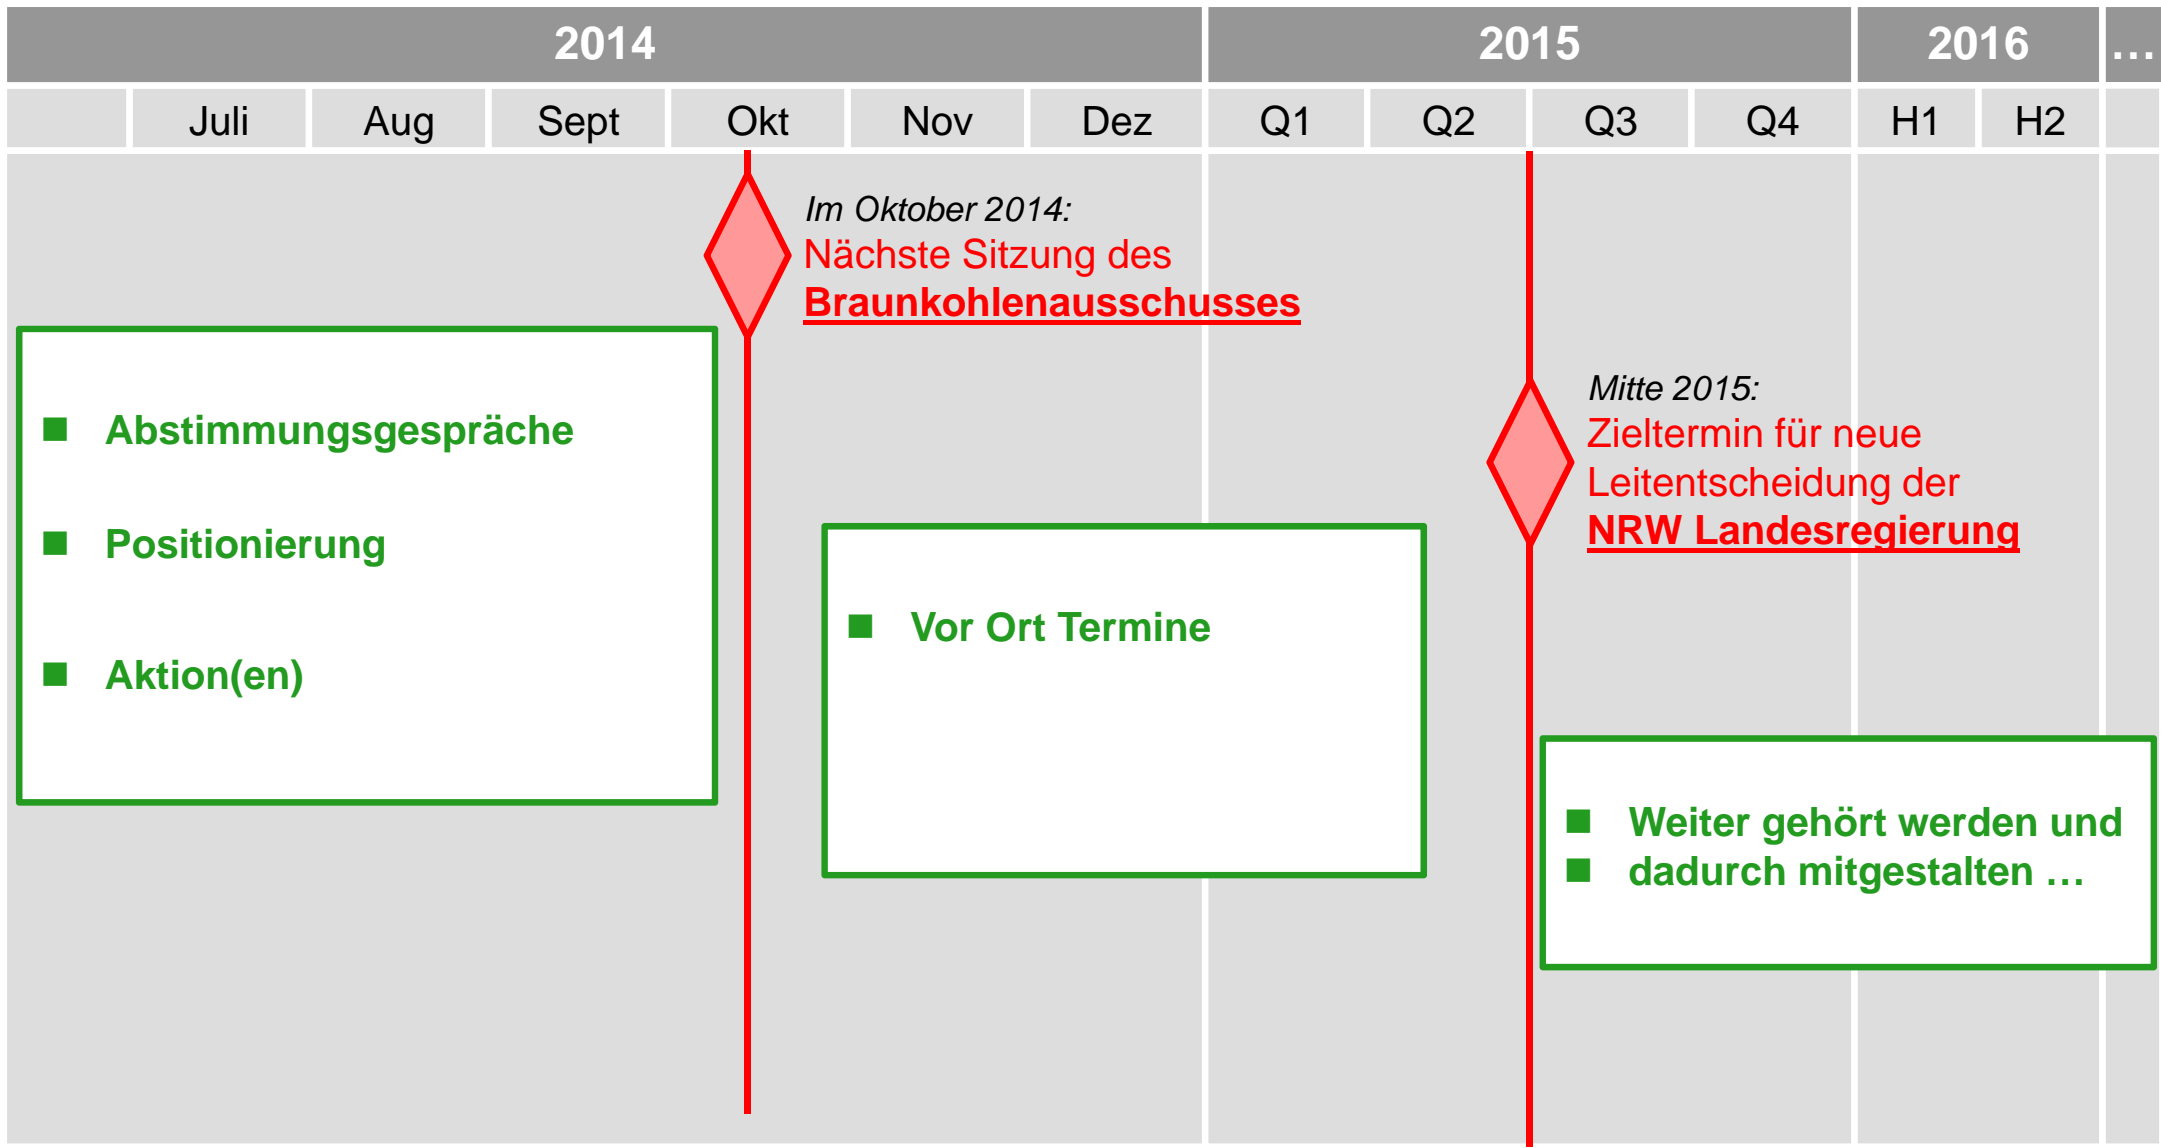 2014 2015 2016 ...
Juli Aug Sept Okt Nov Dez Q1 Q2 Q3 Q4 H1 H2
Im Oktober 2014:
Nächste Sitzung des
Braunkohlenausschusses
Abstimmungsgespräche
Positionierung
Aktion(en)
Mitte 2015:
Zieltermin für neue
Leitentscheidung der
NRW Landesregierung
Vor Ort Termine
Weiter gehört werden und
dadurch mitgestalten ...